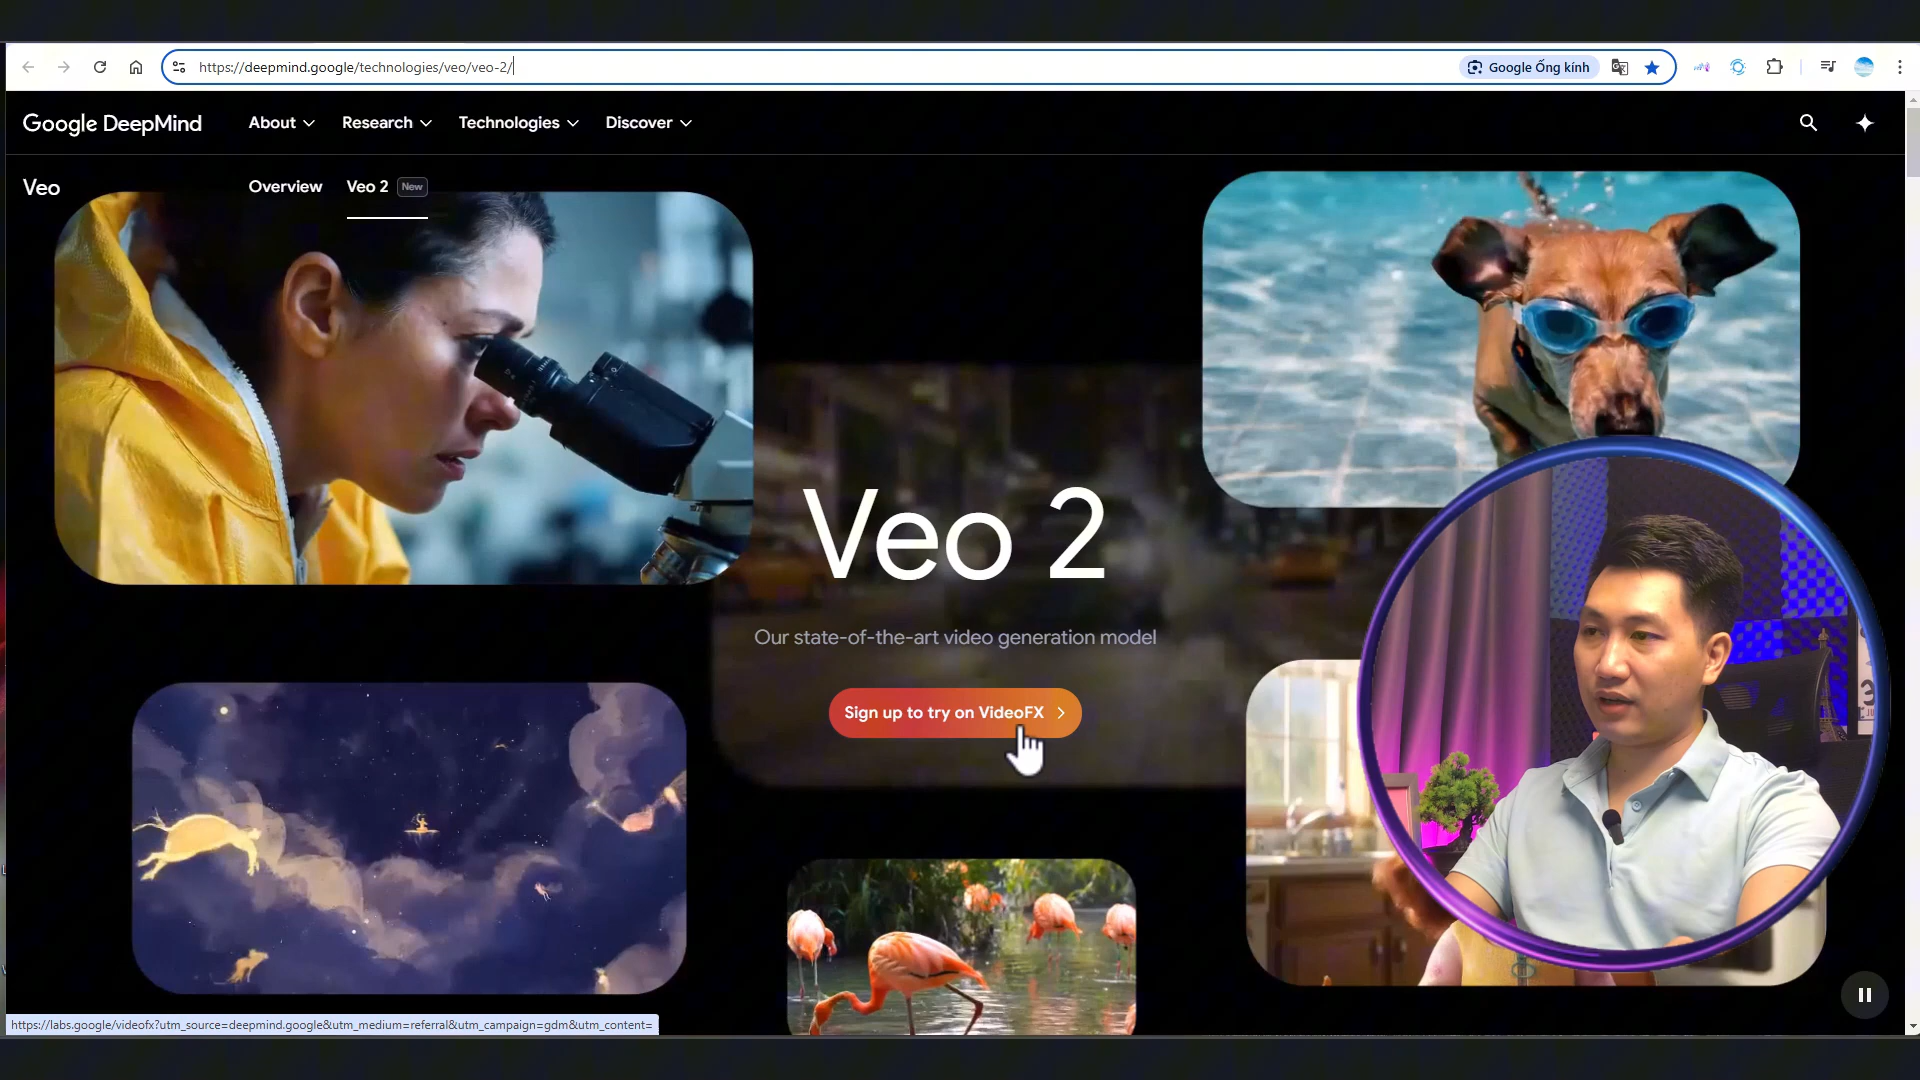 https://deepmind.google/technologies/veo/veo-2/
Google Ống kính
Google DeepMind
About
Research
Technologies
Discover
Veo
Overview
Veo 2
New
Veo 2
Our state-of-the-art video generation model
Sign up to try on VideoFX
https://labs.google/videofx?utm_source=deepmind.google&utm_medium=referral&utm_campaign=gdm&utm_content=